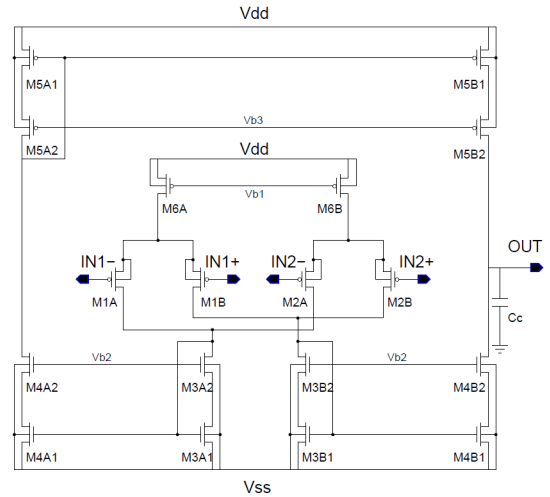 Vdd
M5A1
M5B1
Vb3
M5A2
M5B2
Vdd
Vb1
M6A
M6B
IN1−
IN1+
IN2−
IN2+
OUT
M1A
M1B
M2A
M2B
Cc
Vb2
Vb2
M4A2
M3A2
M3B2
M4B2
M4A1
M3A1
M3B1
M4B1
Vss